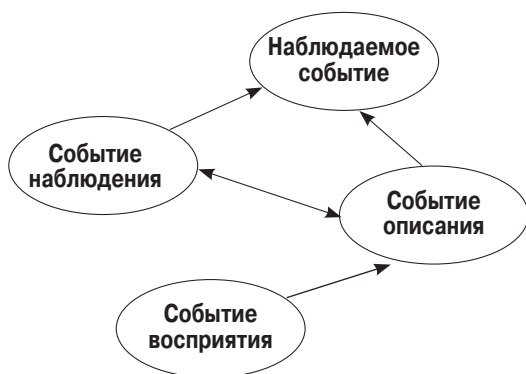 Наблюдаемое
событие
Событие
наблюдения
Событие
описания
Событие
восприятия